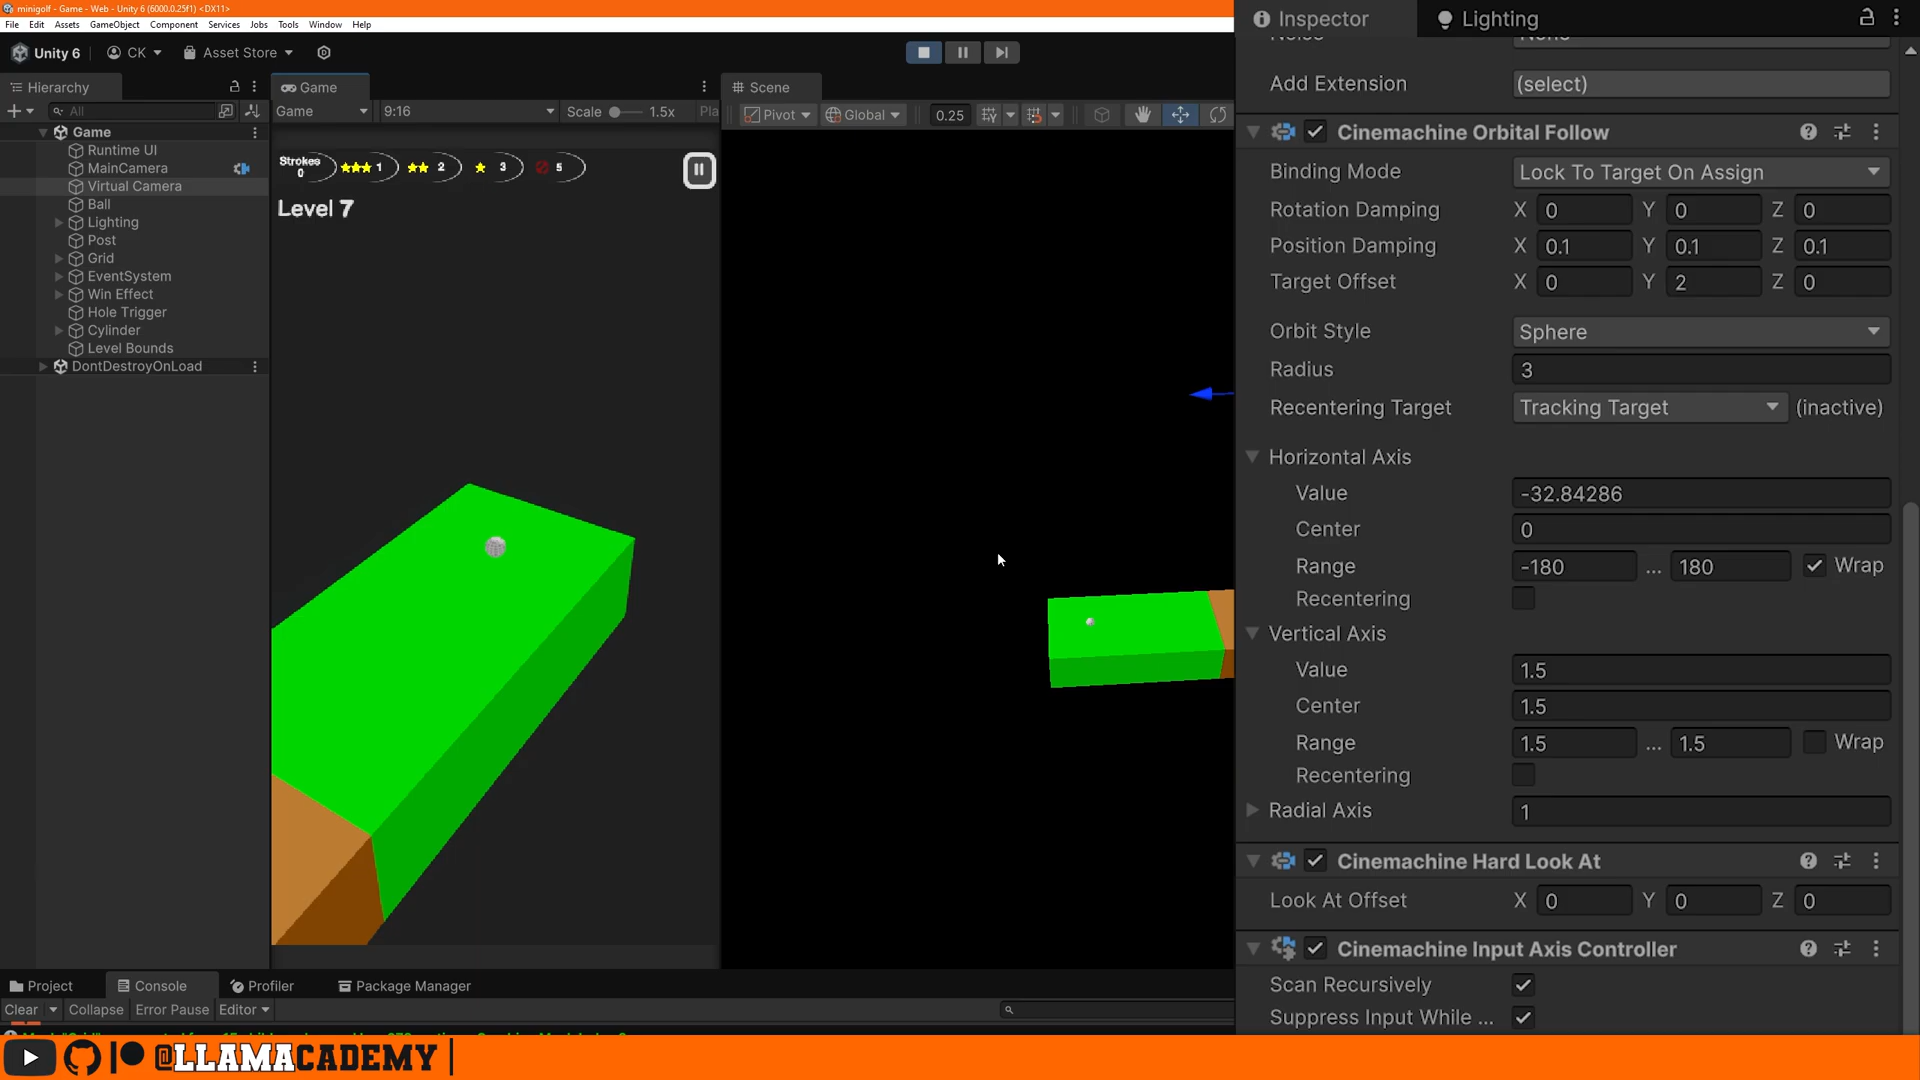 minigolf - Game - Web - Unity 6 (6000.0.25f1) <DX11>
File Edit Assets GameObject Component Services Jobs Tools Window Help
Unity 6 CK Asset Store
Hierarchy
All
Game
Runtime UI
MainCamera
Virtual Camera
Ball
Lighting
Post
Grid
EventSystem
Win Effect
Hole Trigger
Cylinder
Level Bounds
DontDestroyOnLoad
Game
Game 9:16 Scale 1.5x Pla
Strokes 0 1 2 3 5
Level 7
Scene
Pivot Global 0.25
Inspector Lighting
Add Extension (select)
Cinemachine Orbital Follow
Binding Mode Lock To Target On Assign
Rotation Damping X 0 Y 0 Z 0
Position Damping X 0.1 Y 0.1 Z 0.1
Target Offset X 0 Y 2 Z 0
Orbit Style Sphere
Radius 3
Recentering Target Tracking Target (inactive)
Horizontal Axis
Value -32.84286
Center 0
Range -180 ... 180 Wrap
Recentering
Vertical Axis
Value 1.5
Center 1.5
Range 1.5 ... 1.5 Wrap
Recentering
Radial Axis 1
Cinemachine Hard Look At
Look At Offset X 0 Y 0 Z 0
Cinemachine Input Axis Controller
Scan Recursively
Suppress Input While ...
Project Console Profiler Package Manager
Clear Collapse Error Pause Editor
@LLAMACADEMY